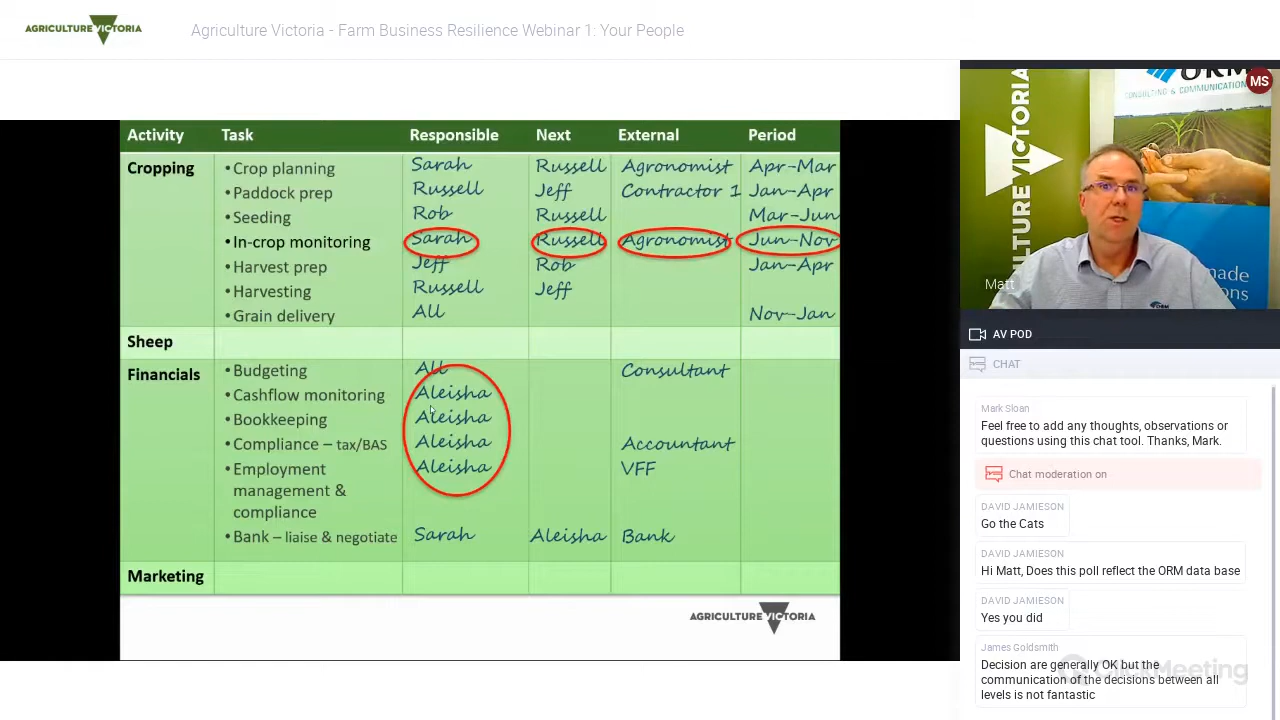 AGRICULTURE VICTORIA
Agriculture Victoria - Farm Business Resilience Webinar 1: Your People
Activity Task Responsible Next External Period
Cropping • Crop planning Sarah Russell Agronomist Apr-Mar
• Paddock prep Russell Jeff Contractor 1 Jan-Apr
• Seeding Rob Russell Mar-Jun
• In-crop monitoring Sarah Russell Agronomist Jun-Nov
• Harvest prep Jeff Rob Jan-Apr
• Harvesting Russell Jeff
• Grain delivery All Nov-Jan
Sheep
Financials • Budgeting All Consultant
• Cashflow monitoring Aleisha
• Bookkeeping Aleisha
• Compliance – tax/BAS Aleisha Accountant
• Employment Aleisha VFF
management &
compliance
• Bank – liaise & negotiate Sarah Aleisha Bank
Marketing
AGRICULTURE VICTORIA
ULTURE VICTORIA
ORM
CONSULTING & COMMUNICATION
MS
made
ons
Matt
AV POD
CHAT
Mark Sloan
Feel free to add any thoughts, observations or
questions using this chat tool. Thanks, Mark.
Chat moderation on
DAVID JAMIESON
Go the Cats
DAVID JAMIESON
Hi Matt, Does this poll reflect the ORM data base
DAVID JAMIESON
Yes you did
James Goldsmith
Decision are generally OK but the
communication of the decisions between all
levels is not fantastic
ClickMeeting